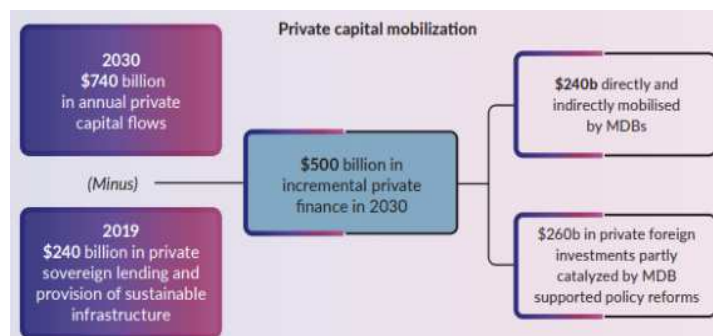 Private capital mobilization
2030
$740 billion
in annual private
capital flows
(Minus)
2019
$240 billion in private
sovereign lending and
provision of sustainable
infrastructure
$500 billion in
incremental private
finance in 2030
$240b directly and
indirectly mobilised
by MDBs
$260b in private foreign
investments partly
catalyzed by MDB
supported policy reforms